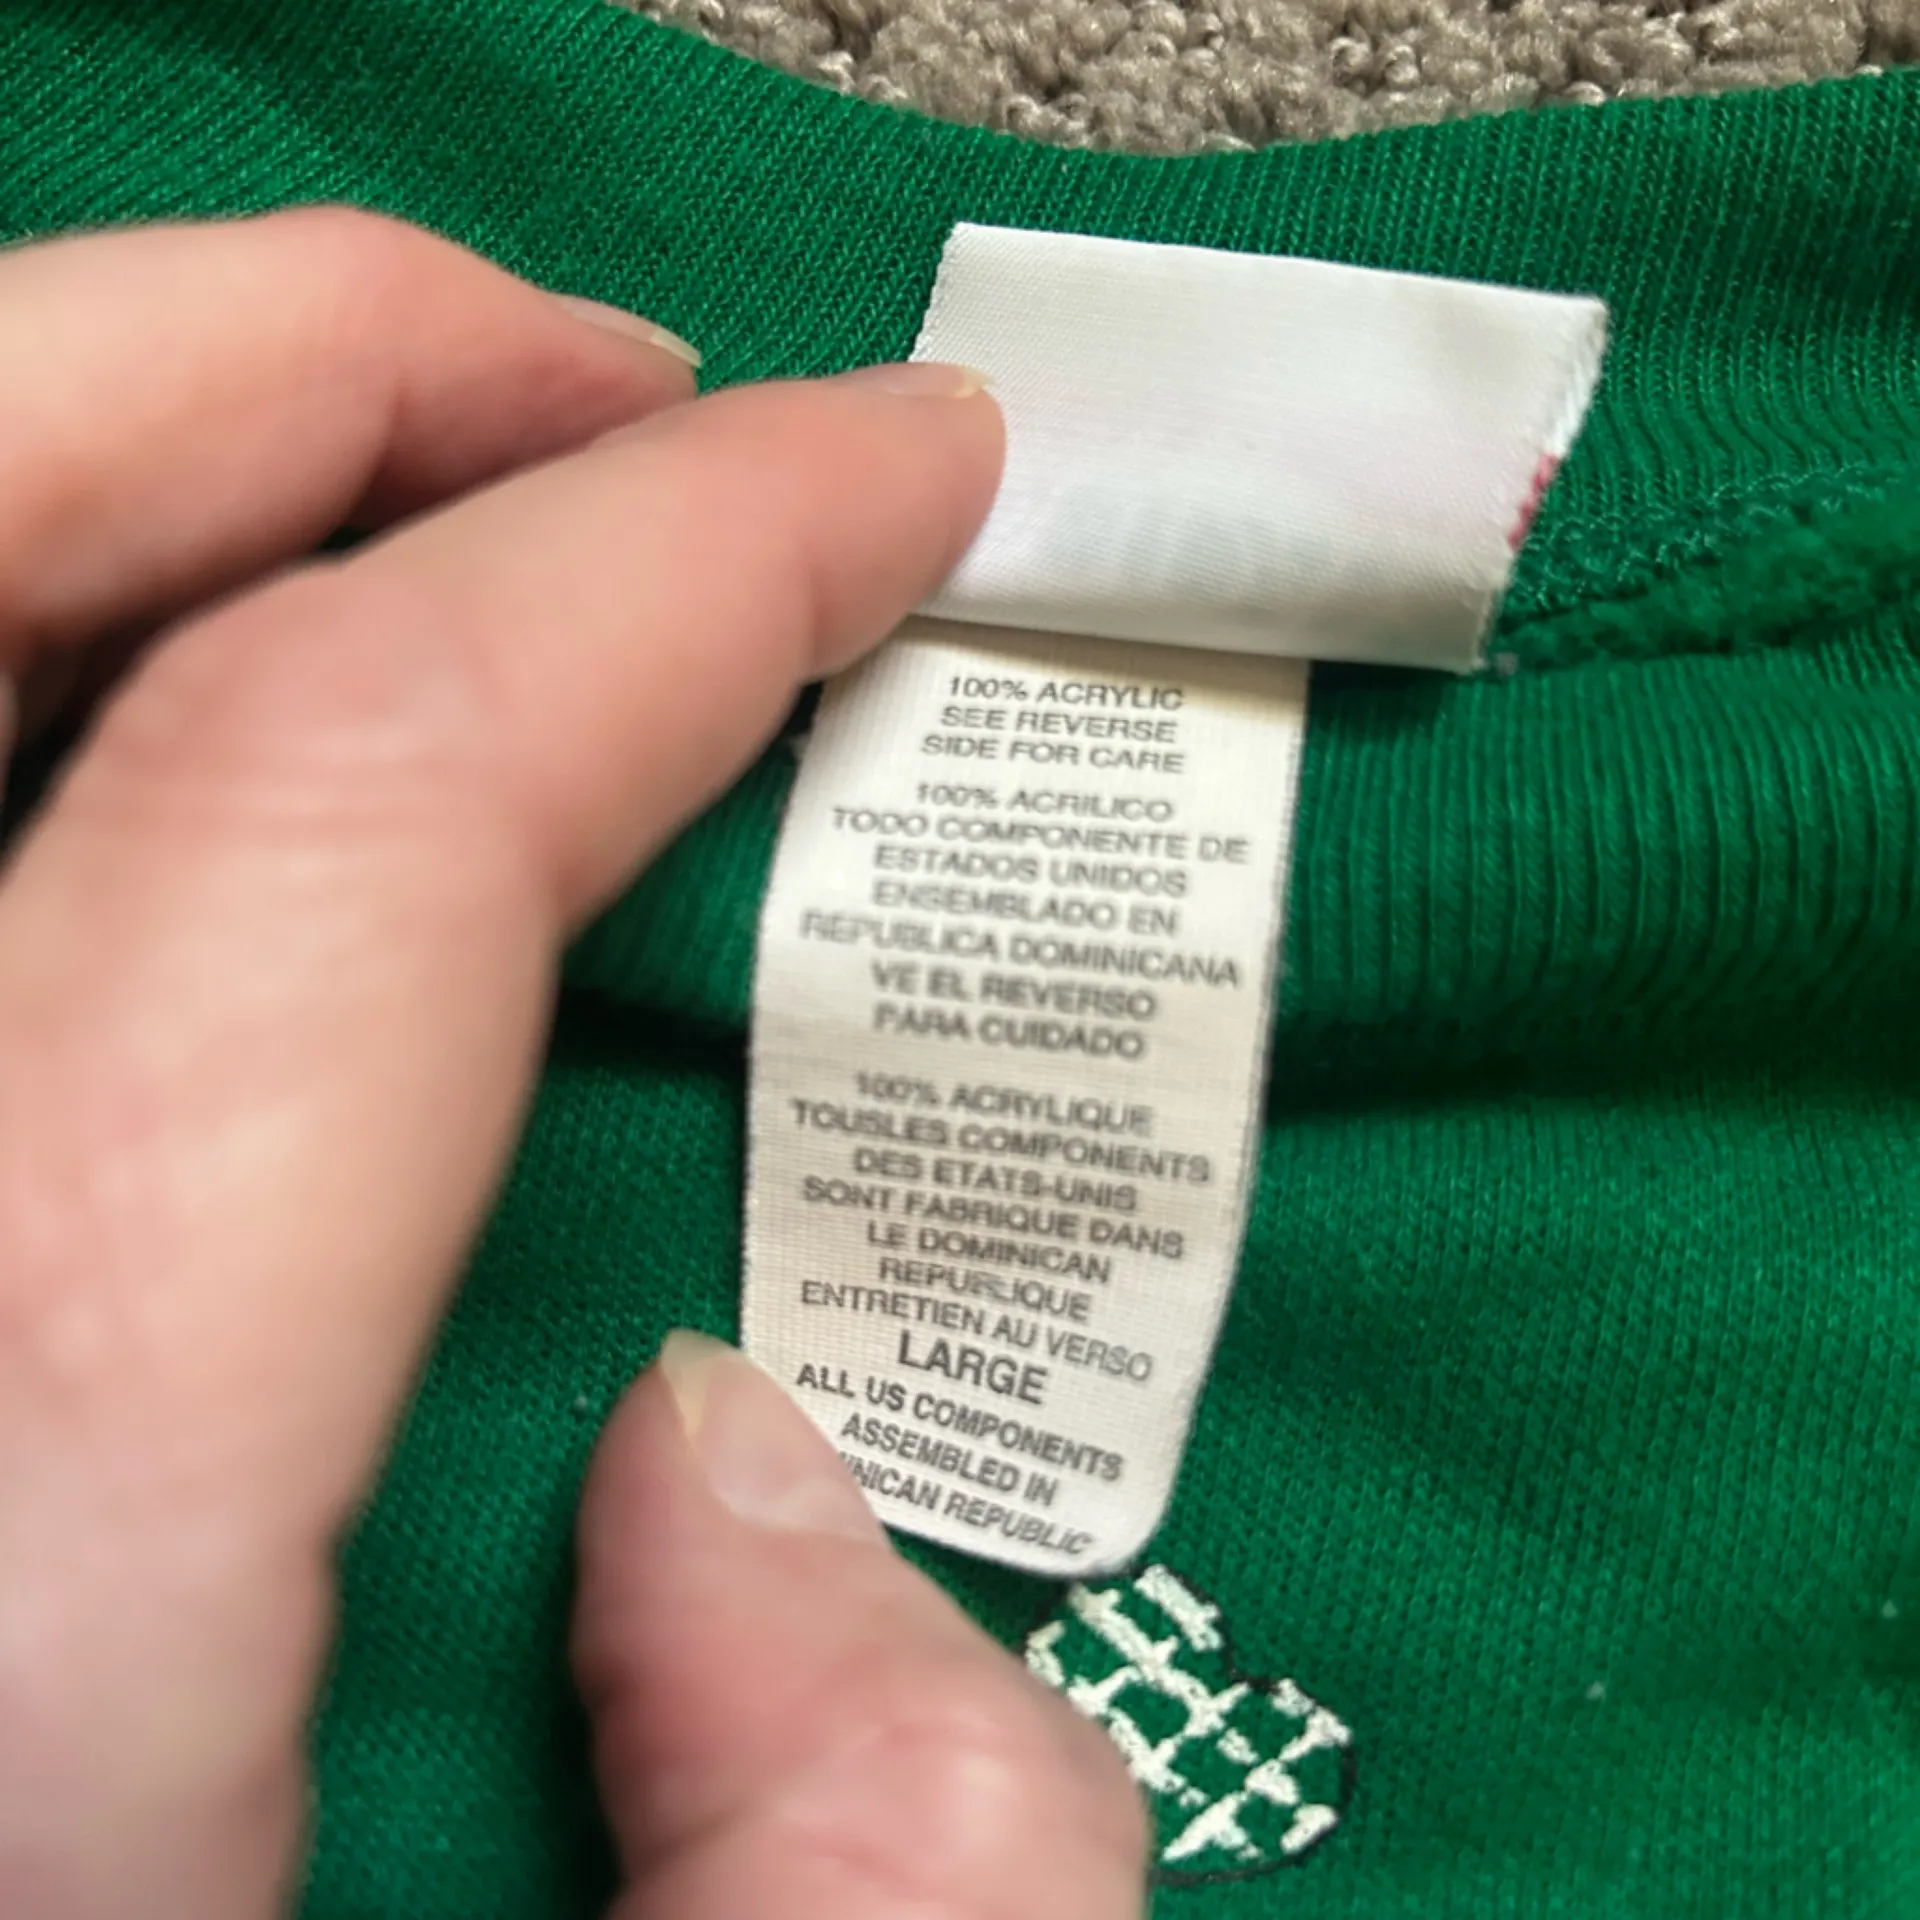 100% ACRYLIC
SEE REVERSE
SIDE FOR CARE
100% ACRILICO
TODO COMPONENTE DE
ESTADOS UNIDOS
ENSEMBLADO EN
REPUBLICA DOMINICANA
VE EL REVERSO
PARA CUIDADO
100% ACRYLIQUE
TOUSLES COMPONENTS
DES ETATS-UNIS
SONT FABRIQUE DANS
LE DOMINICAN
REPUBLIQUE
ENTRETIEN AU VERSO
LARGE
ALL US COMPONENTS
ASSEMBLED IN
REPUBLIC